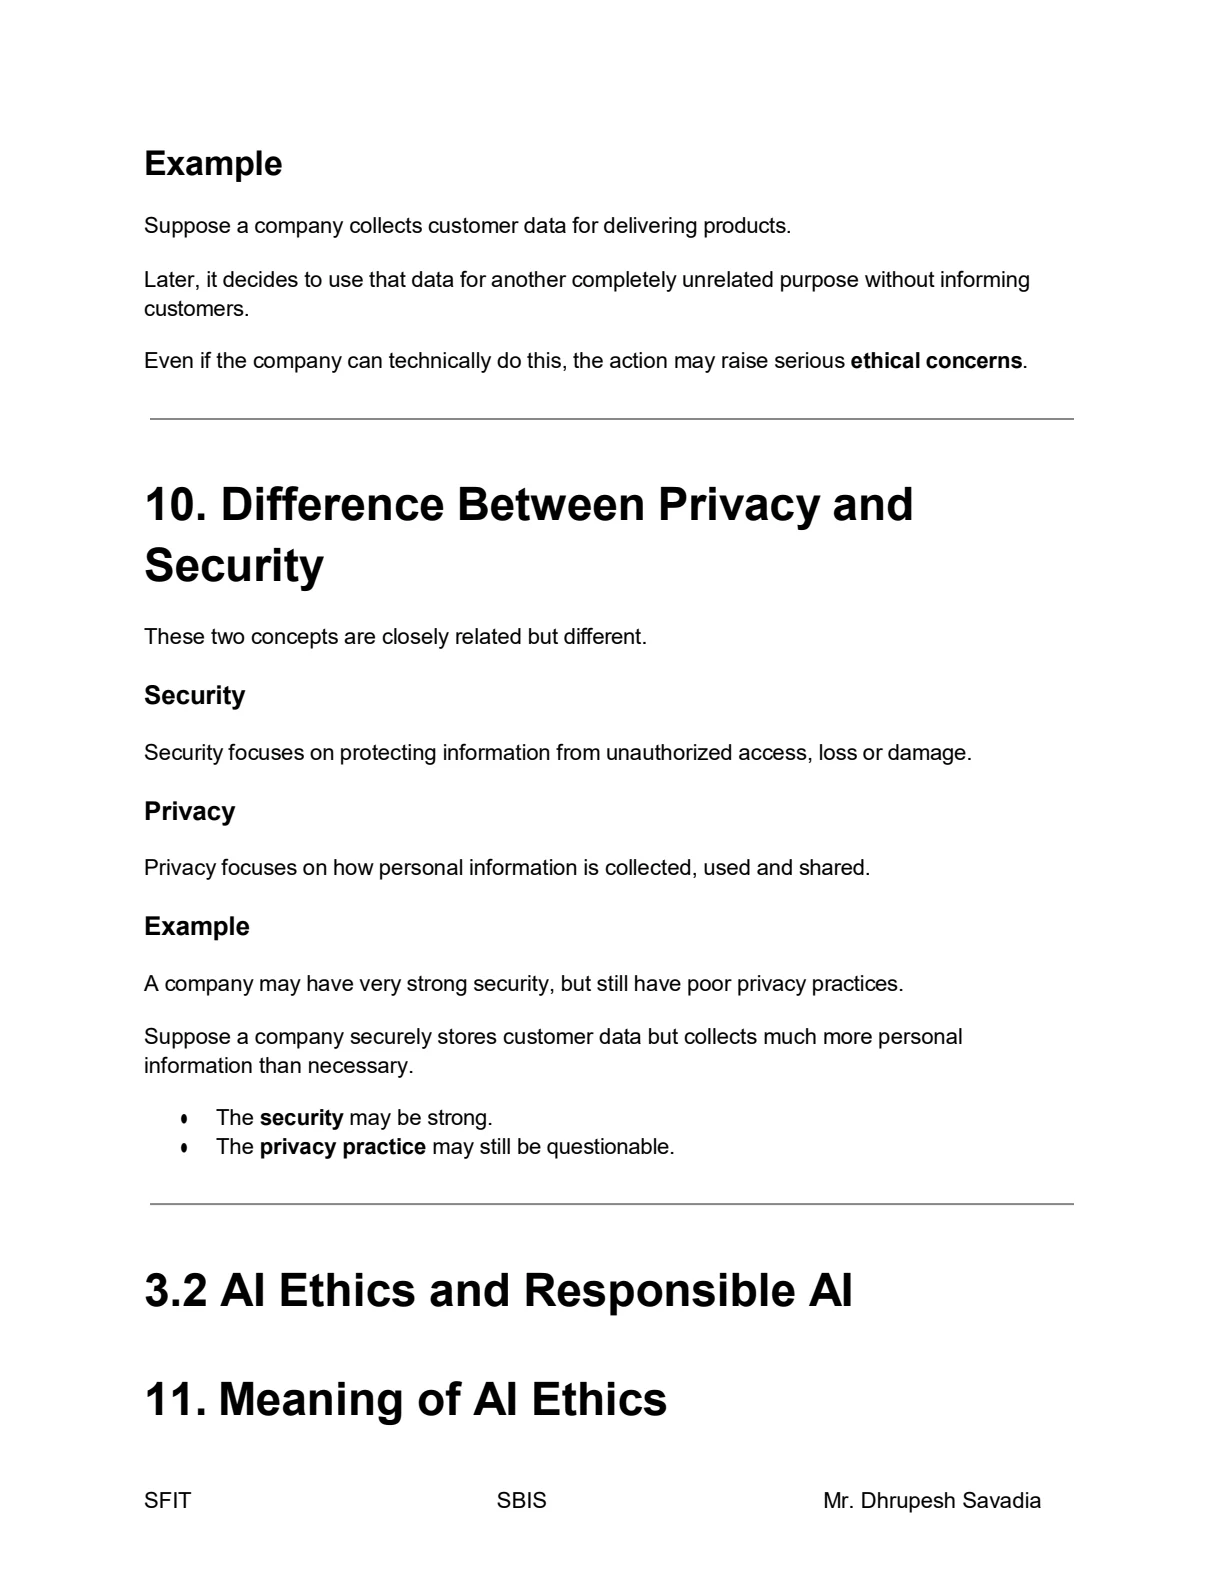 Example
Suppose a company collects customer data for delivering products.
Later, it decides to use that data for another completely unrelated purpose without informing
customers.
Even if the company can technically do this, the action may raise serious ethical concerns.
10. Difference Between Privacy and
Security
These two concepts are closely related but different.
Security
Security focuses on protecting information from unauthorized access, loss or damage.
Privacy
Privacy focuses on how personal information is collected, used and shared.
Example
A company may have very strong security, but still have poor privacy practices.
Suppose a company securely stores customer data but collects much more personal
information than necessary.
• The security may be strong.
• The privacy practice may still be questionable.
3.2 AI Ethics and Responsible AI
11. Meaning of AI Ethics
SFIT SBIS Mr. Dhrupesh Savadia